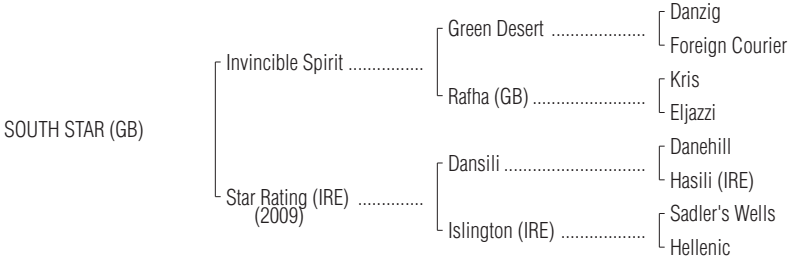 Danzig
Green Desert ....................
Foreign Courier
Invincible Spirit ................
Kris
Rafha (GB) ........................
Eljazzi
SOUTH STAR (GB)
Danehill
Dansili ..............................
Hasili (IRE)
Star Rating (IRE) ..............
(2009)
Sadler's Wells
Islington (IRE) ..................
Hellenic